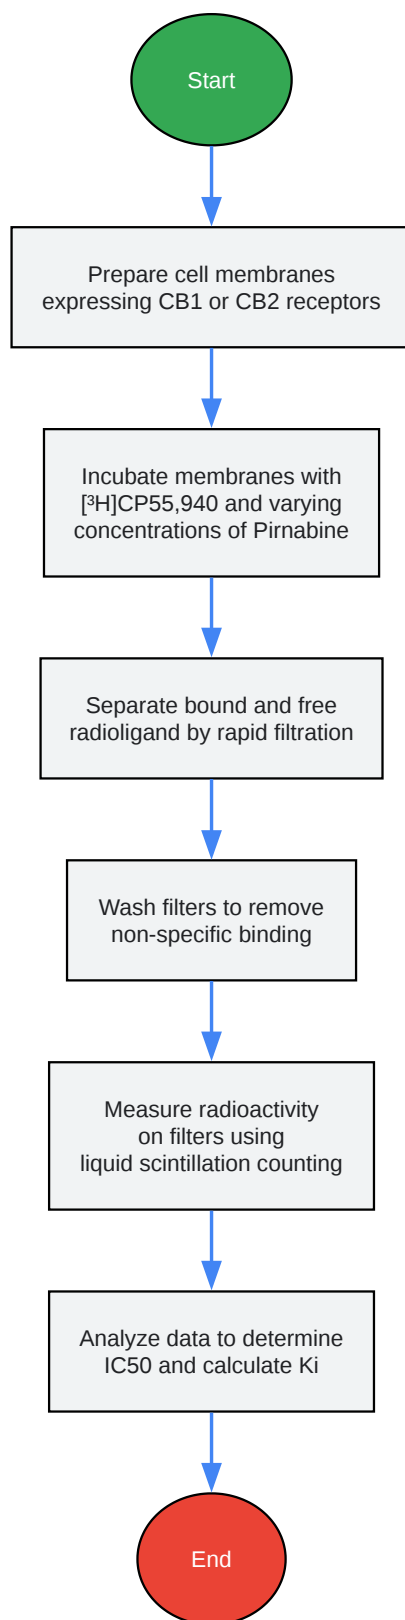 Start
Prepare cell membranes
expressing CB1 or CB2 receptors
Incubate membranes with
[³H]CP55,940 and varying
concentrations of Pirnabine
Separate bound and free
radioligand by rapid filtration
Wash filters to remove
non-specific binding
Measure radioactivity
on filters using
liquid scintillation counting
Analyze data to determine
IC50 and calculate Ki
End